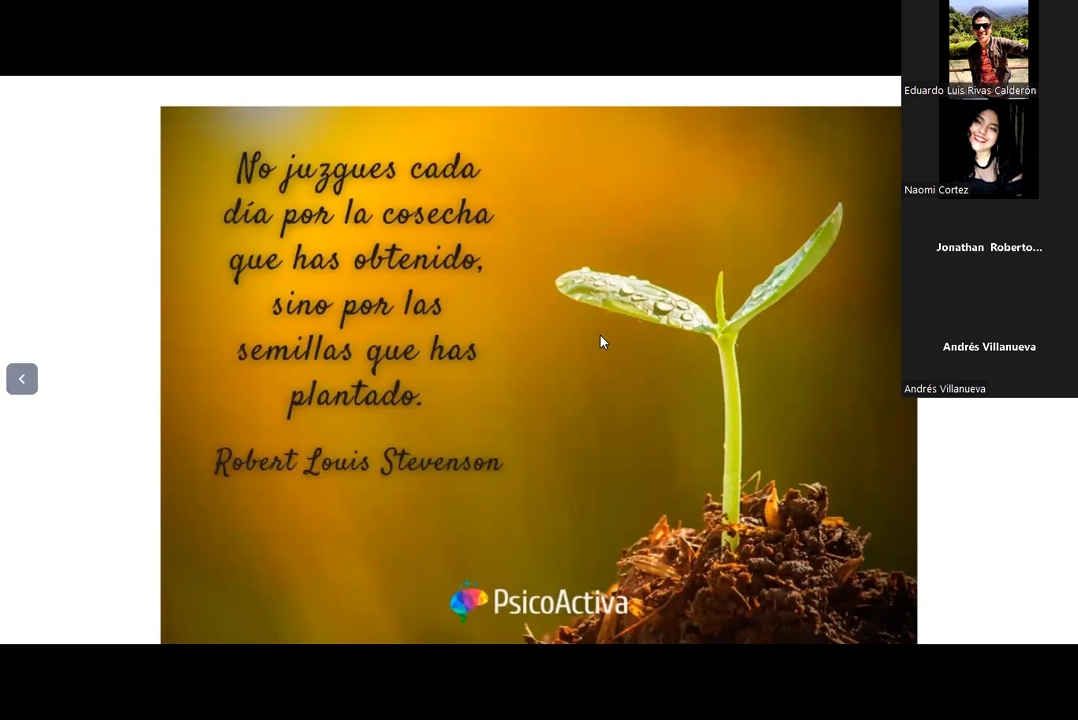 No juzgues cada
día por la cosecha
que has obtenido,
sino por las
semillas que has
plantado.
Robert Louis Stevenson
PsicoActiva
Eduardo Luis Rivas Calderón
Naomi Cortez
Jonathan Roberto...
Andrés Villanueva
Andrés Villanueva